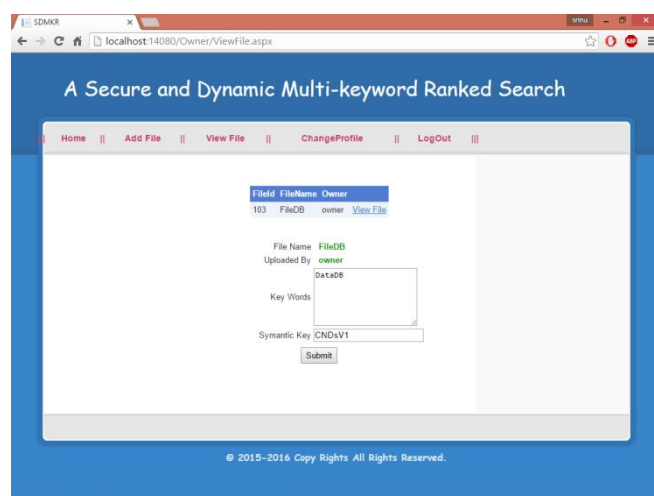 SDMKR
srinu
localhost:14080/Owner/ViewFile.aspx
ABP
A Secure and Dynamic Multi-keyword Ranked Search
|| Home || Add File || View File || ChangeProfile || LogOut |||
FileId FileName Owner
103 FileDB owner View File
File Name FileDB
Uploaded By owner
Key Words DataDB
Symantic Key CNDsV1
Submit
© 2015-2016 Copy Rights All Rights Reserved.